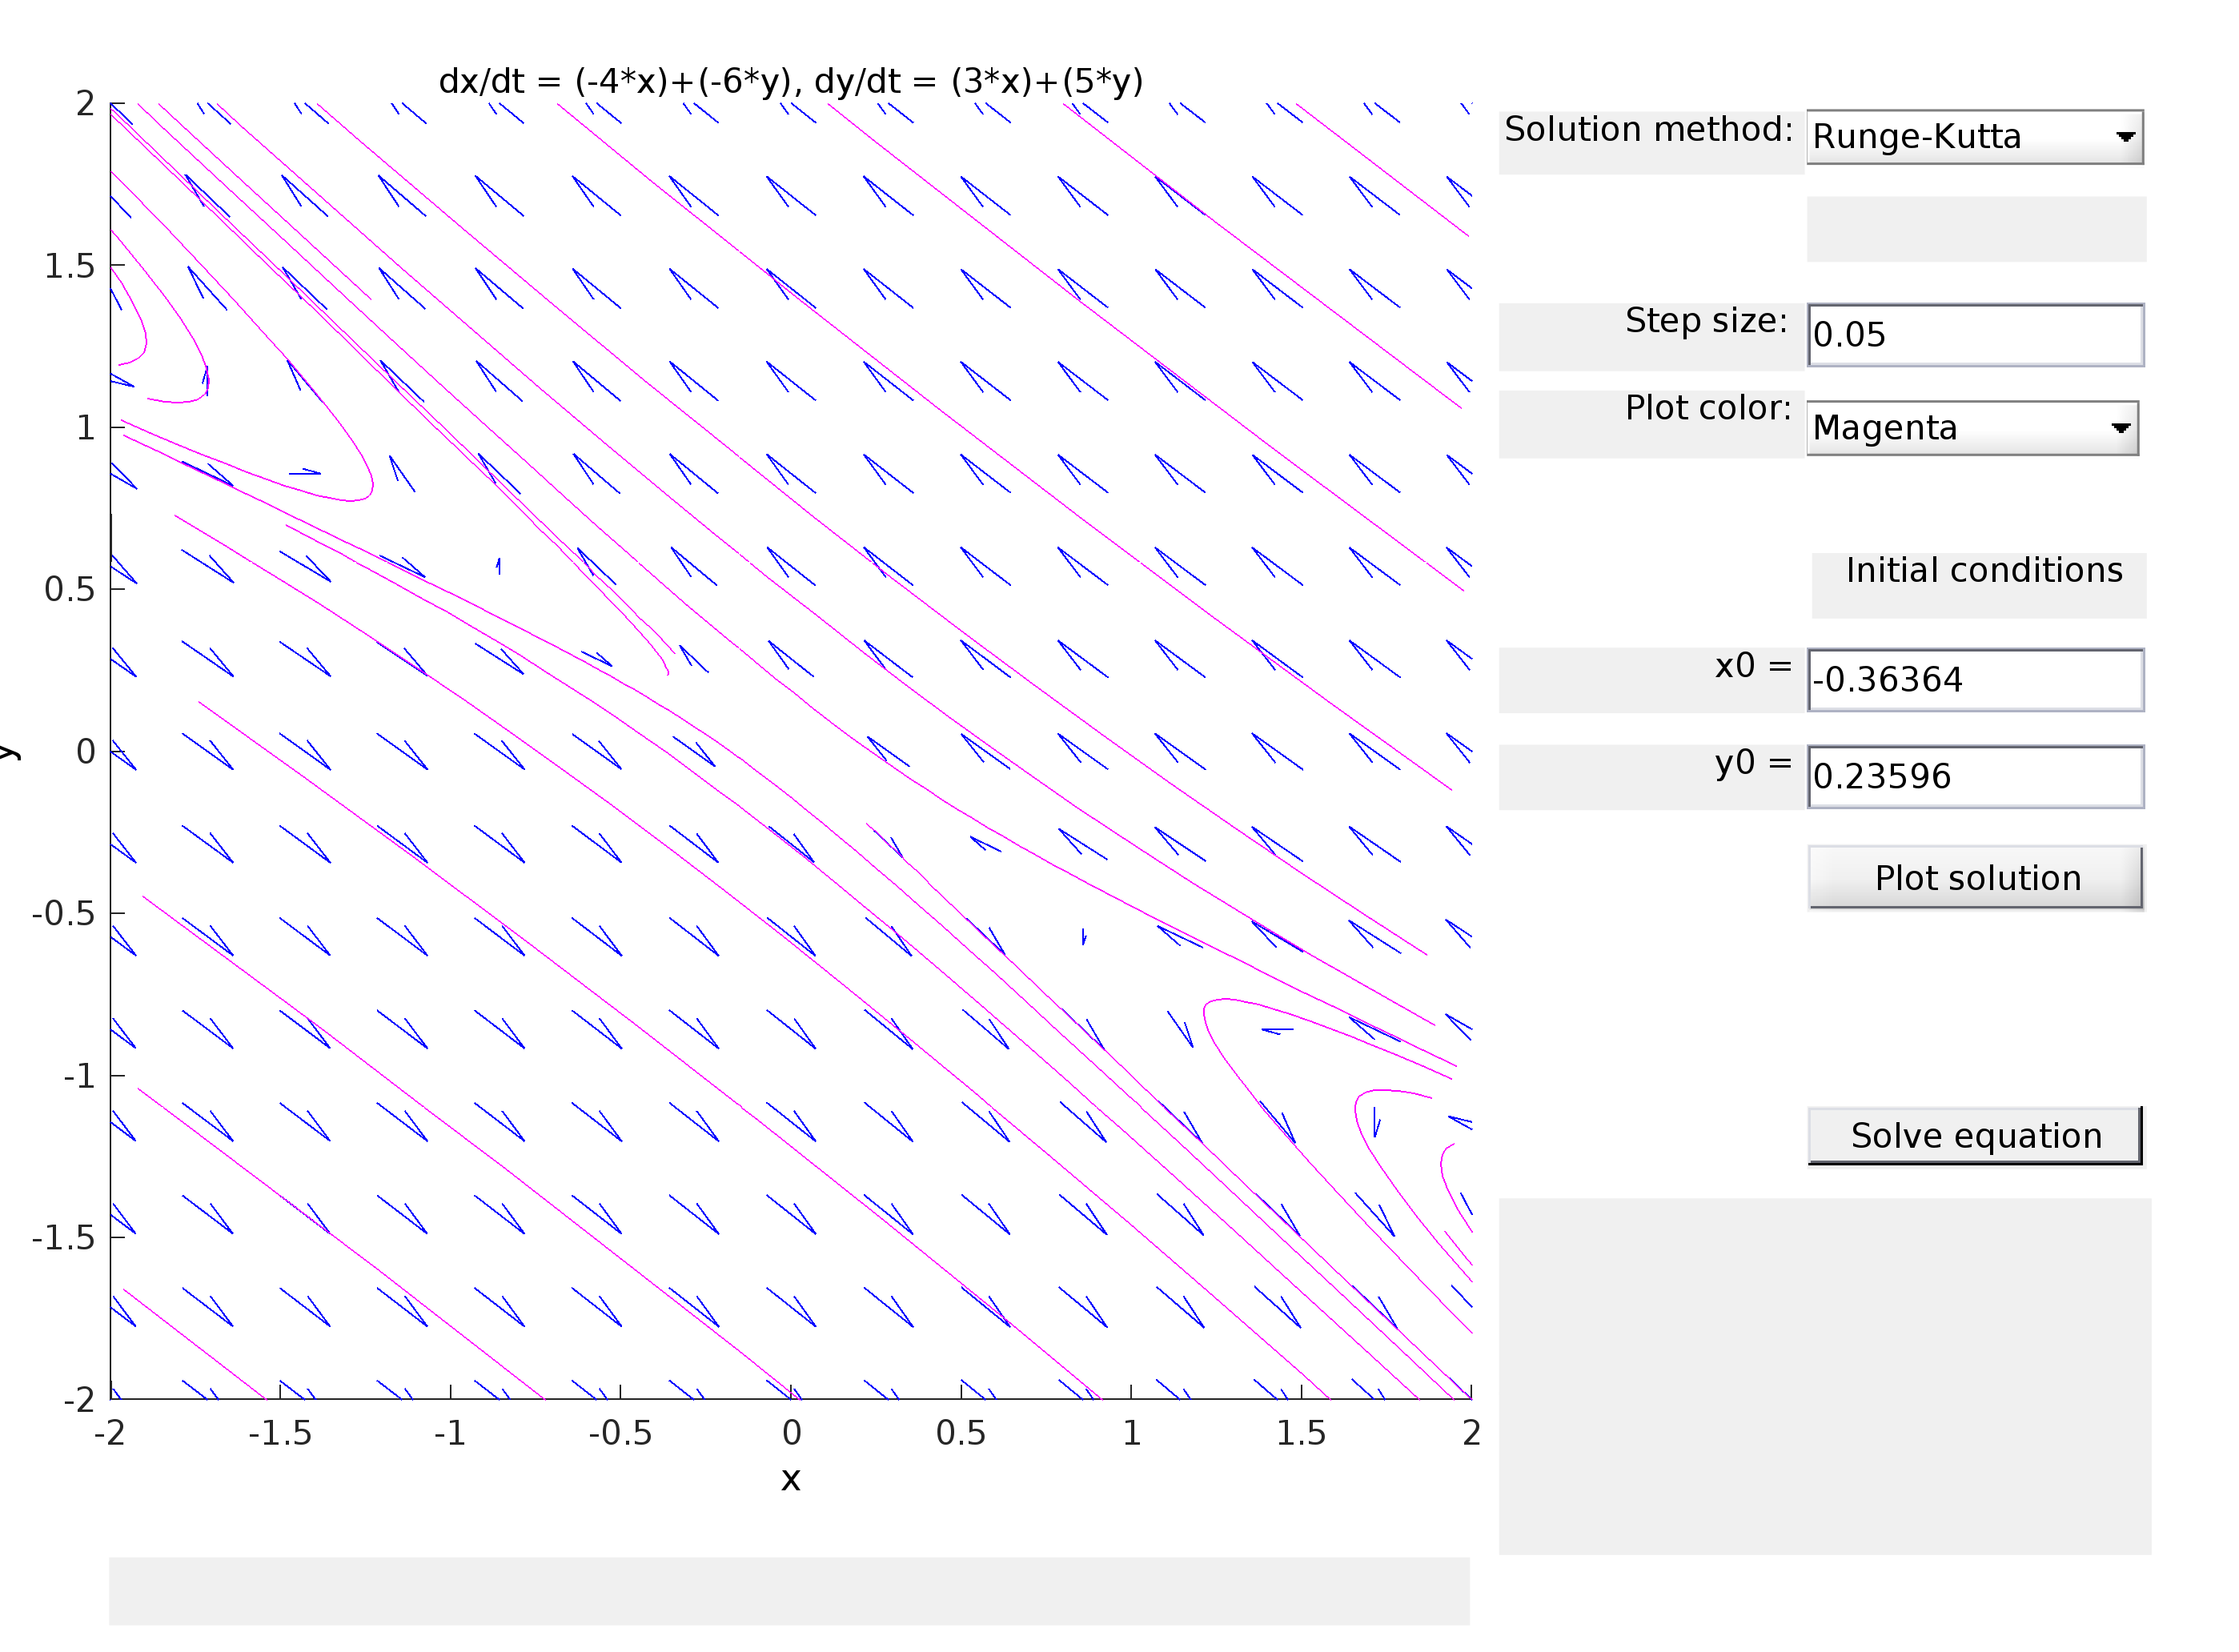 dx/dt = (-4*x)+(-6*y), dy/dt = (3*x)+(5*y)
2
1.5
1
0.5
0
-0.5
-1
-1.5
-2
y
-2
-1.5
-1
-0.5
0
0.5
1
1.5
2
x
Solution method: Runge-Kutta
Step size: 0.05
Plot color: Magenta
Initial conditions
x0 = -0.36364
y0 = 0.23596
Plot solution
Solve equation